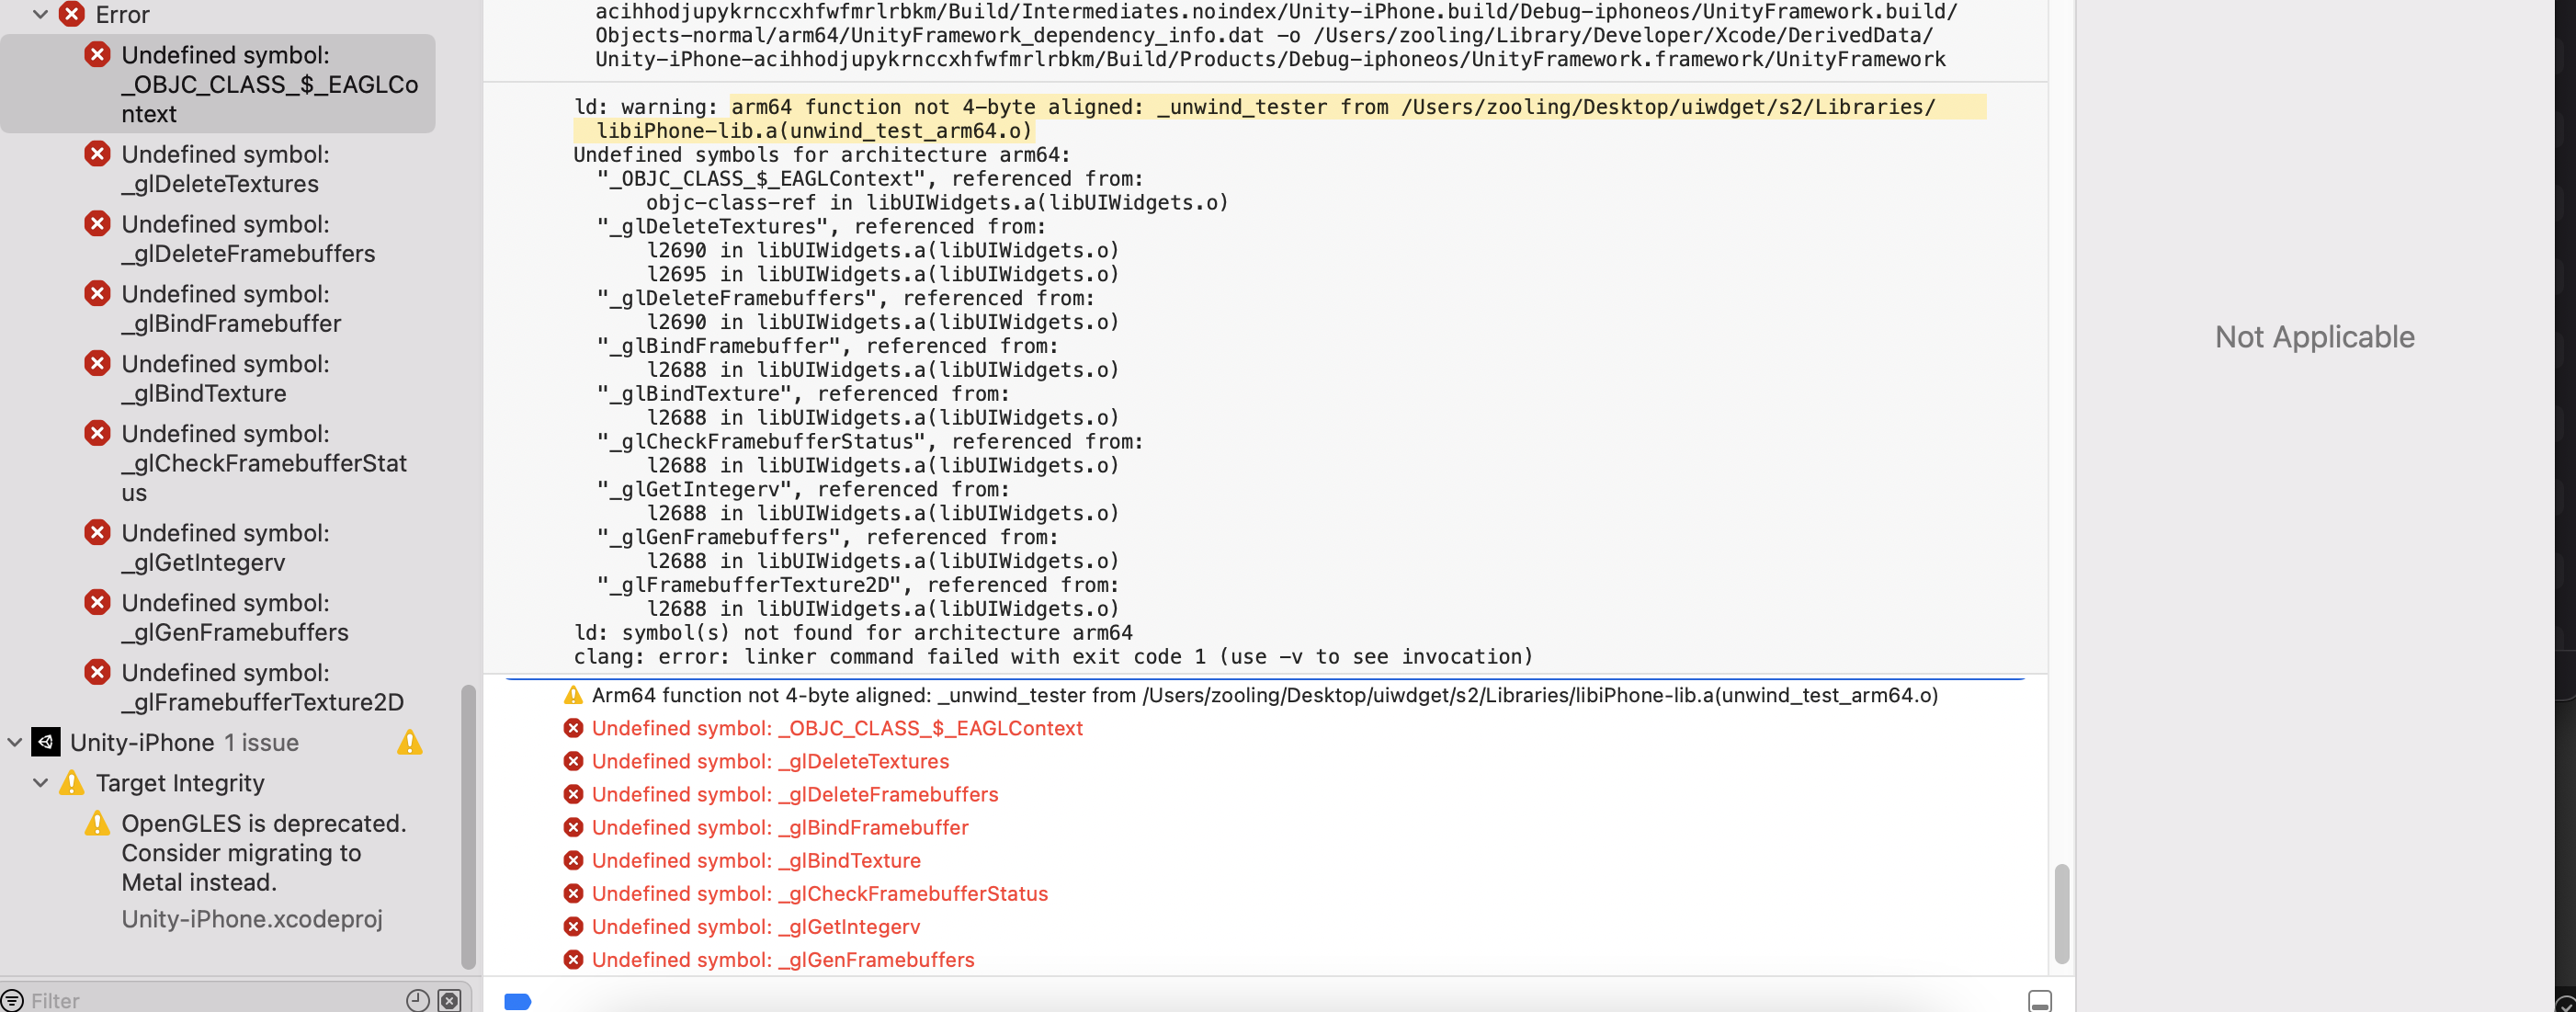 Error
Undefined symbol:
_OBJC_CLASS_$_EAGLCo
ntext
Undefined symbol:
_glDeleteTextures
Undefined symbol:
_glDeleteFramebuffers
Undefined symbol:
_glBindFramebuffer
Undefined symbol:
_glBindTexture
Undefined symbol:
_glCheckFramebufferStat
us
Undefined symbol:
_glGetIntegerv
Undefined symbol:
_glGenFramebuffers
Undefined symbol:
_glFramebufferTexture2D
Unity-iPhone 1 issue
Target Integrity
OpenGLES is deprecated.
Consider migrating to
Metal instead.
Unity-iPhone.xcodeproj
Filter
acihhodjupykrnccxhfwfmrlrbkm/Build/Intermediates.noindex/Unity-iPhone.build/Debug-iphoneos/UnityFramework.build/
Objects-normal/arm64/UnityFramework_dependency_info.dat -o /Users/zooling/Library/Developer/Xcode/DerivedData/
Unity-iPhone-acihhodjupykrnccxhfwfmrlrbkm/Build/Products/Debug-iphoneos/UnityFramework.framework/UnityFramework
ld: warning: arm64 function not 4-byte aligned: _unwind_tester from /Users/zooling/Desktop/uiwdget/s2/Libraries/
libiPhone-lib.a(unwind_test_arm64.o)
Undefined symbols for architecture arm64:
"_OBJC_CLASS_$_EAGLContext", referenced from:
objc-class-ref in libUIWidgets.a(libUIWidgets.o)
"_glDeleteTextures", referenced from:
l2690 in libUIWidgets.a(libUIWidgets.o)
l2695 in libUIWidgets.a(libUIWidgets.o)
"_glDeleteFramebuffers", referenced from:
l2690 in libUIWidgets.a(libUIWidgets.o)
"_glBindFramebuffer", referenced from:
l2688 in libUIWidgets.a(libUIWidgets.o)
"_glBindTexture", referenced from:
l2688 in libUIWidgets.a(libUIWidgets.o)
"_glCheckFramebufferStatus", referenced from:
l2688 in libUIWidgets.a(libUIWidgets.o)
"_glGetIntegerv", referenced from:
l2688 in libUIWidgets.a(libUIWidgets.o)
"_glGenFramebuffers", referenced from:
l2688 in libUIWidgets.a(libUIWidgets.o)
"_glFramebufferTexture2D", referenced from:
l2688 in libUIWidgets.a(libUIWidgets.o)
ld: symbol(s) not found for architecture arm64
clang: error: linker command failed with exit code 1 (use -v to see invocation)
Arm64 function not 4-byte aligned: _unwind_tester from /Users/zooling/Desktop/uiwdget/s2/Libraries/libiPhone-lib.a(unwind_test_arm64.o)
Undefined symbol: _OBJC_CLASS_$_EAGLContext
Undefined symbol: _glDeleteTextures
Undefined symbol: _glDeleteFramebuffers
Undefined symbol: _glBindFramebuffer
Undefined symbol: _glBindTexture
Undefined symbol: _glCheckFramebufferStatus
Undefined symbol: _glGetIntegerv
Undefined symbol: _glGenFramebuffers
Not Applicable